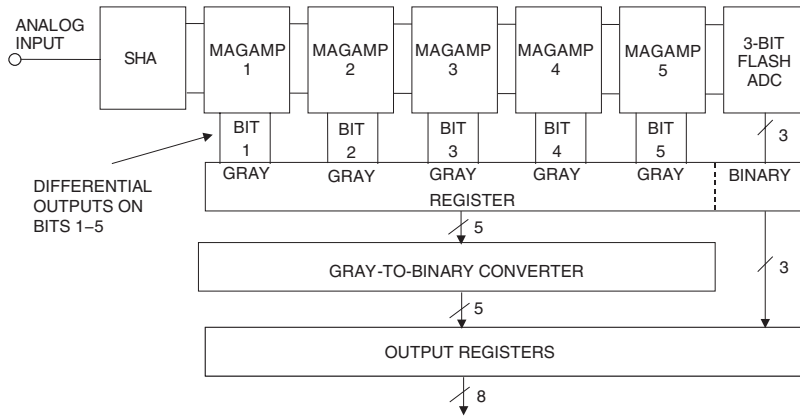 ANALOG
INPUT
SHA
MAGAMP
1
MAGAMP
2
MAGAMP
3
MAGAMP
4
MAGAMP
5
3-BIT
FLASH
ADC
BIT
1
GRAY
BIT
2
GRAY
BIT
3
GRAY
BIT
4
GRAY
BIT
5
GRAY
3
BINARY
REGISTER
DIFFERENTIAL
OUTPUTS ON
BITS 1–5
5
GRAY-TO-BINARY CONVERTER
3
5
OUTPUT REGISTERS
8